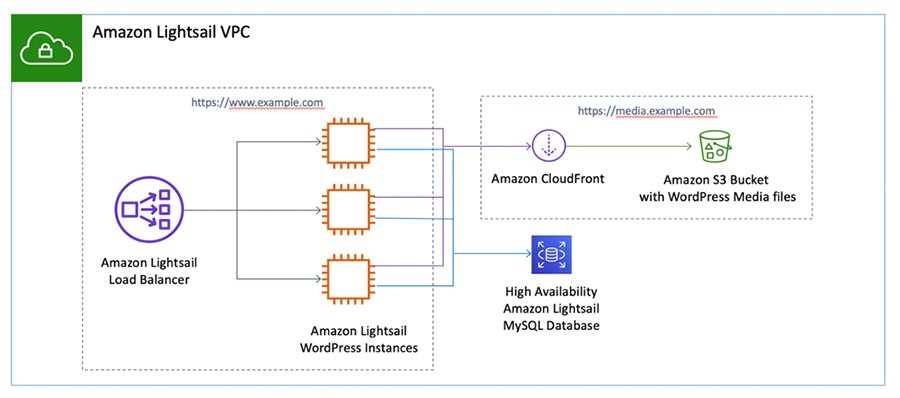 Amazon Lightsail VPC
https://www.example.com
https://media.example.com
Amazon CloudFront
Amazon S3 Bucket
with WordPress Media files
Amazon Lightsail
Load Balancer
High Availability
Amazon Lightsail
MySQL Database
Amazon Lightsail
WordPress Instances